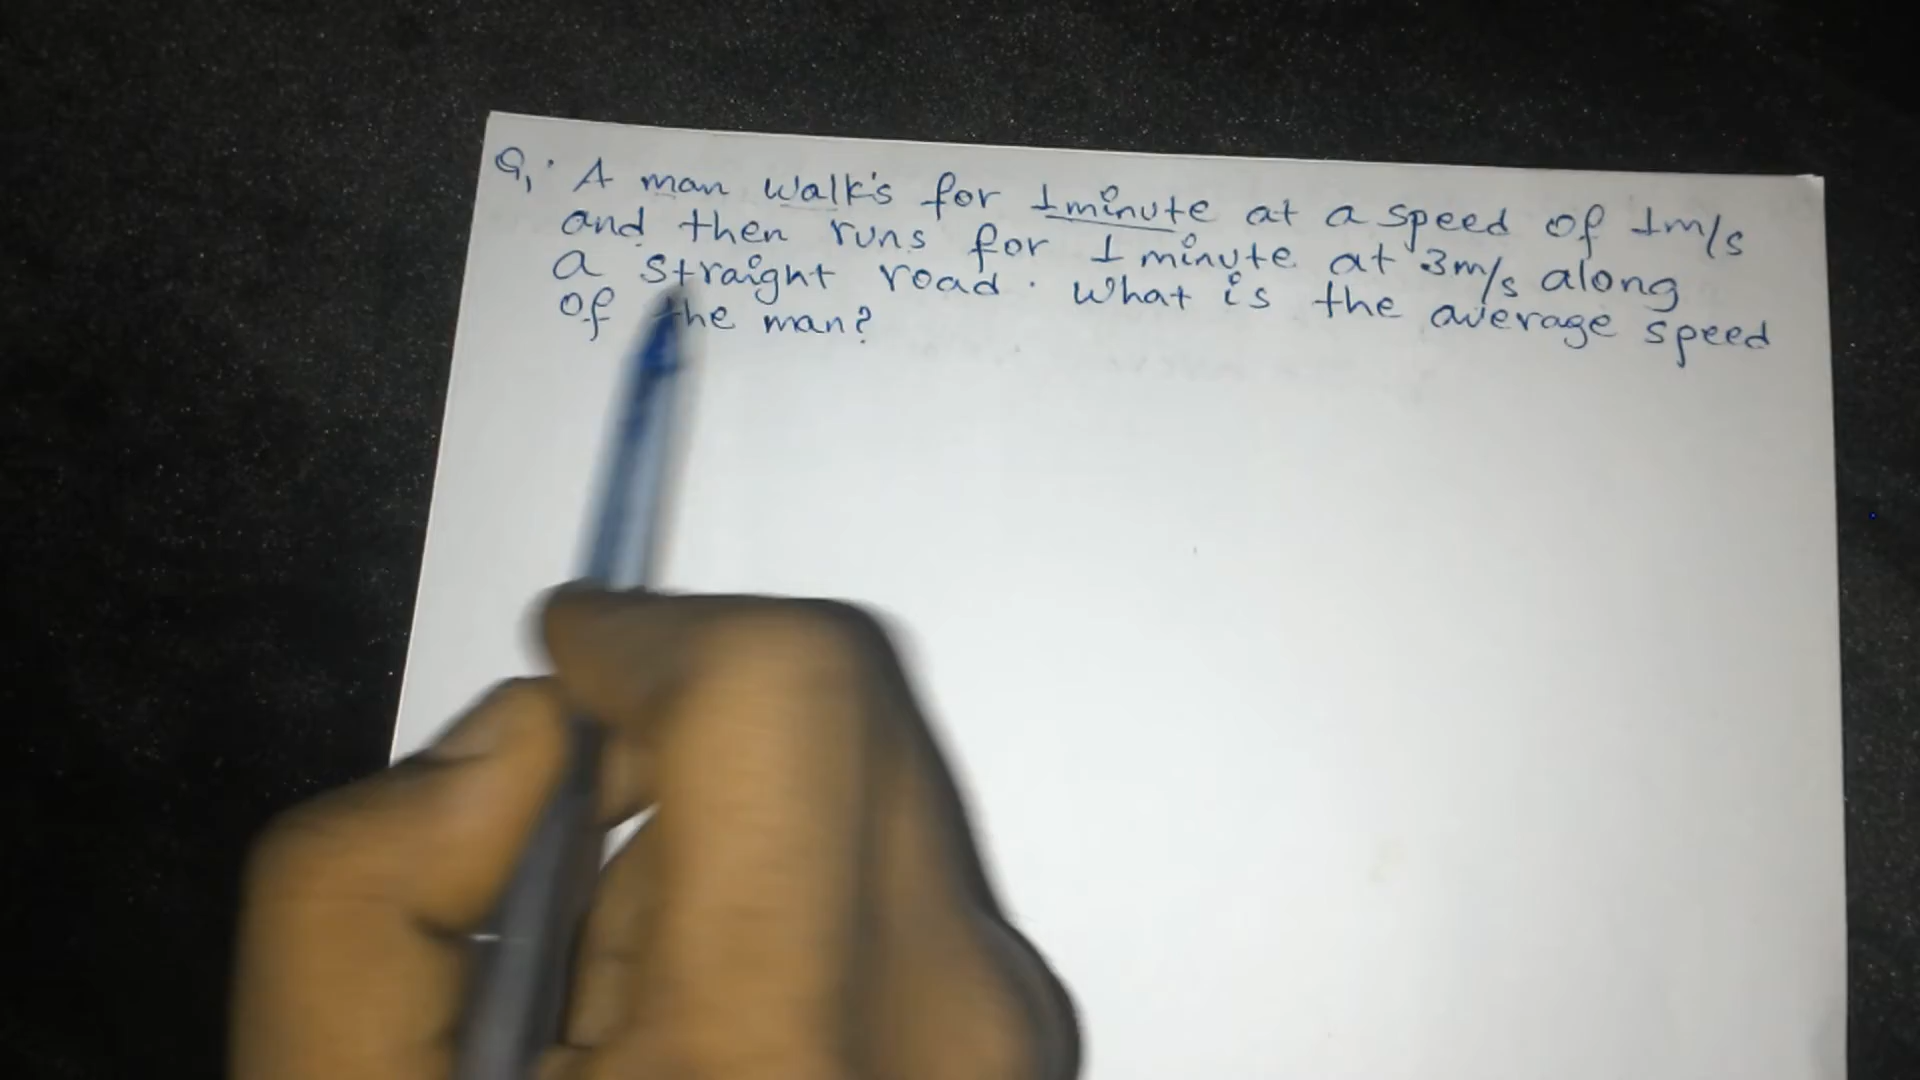 Q1. A man walk's for 1minute at a speed of 1m/s
and then runs for 1 minute at 3m/s along
a straight road. What is the average speed
of the man?